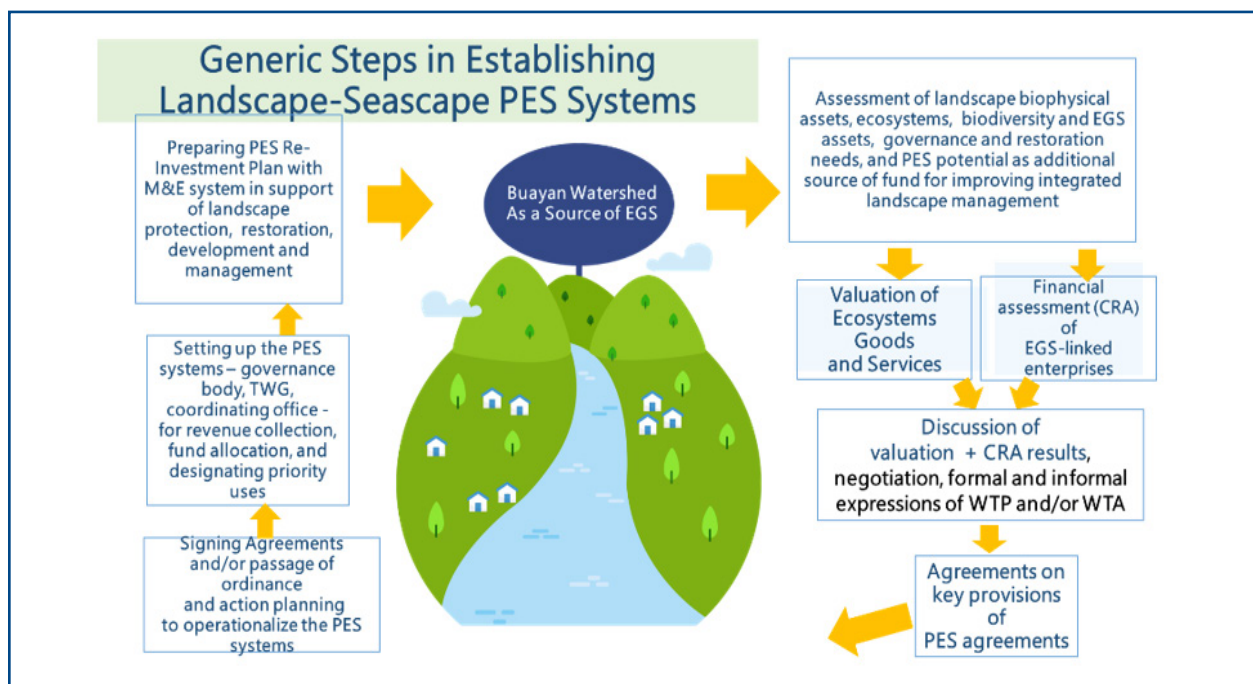 Generic Steps in Establishing
Landscape-Seascape PES Systems
Preparing PES Re-
Investment Plan with
M&E system in support
of landscape
protection, restoration,
development and
management
Buayan Watershed
As a Source of EGS
Assessment of landscape biophysical
assets, ecosystems, biodiversity and EGS
assets, governance and restoration
needs, and PES potential as additional
source of fund for improving integrated
landscape management
Valuation of
Ecosystems
Goods
and Services
Financial
assessment (CRA)
of
EGS-linked
enterprises
Discussion of
valuation + CRA results,
negotiation, formal and informal
expressions of WTP and/or WTA
Agreements on
key provisions
of
PES agreements
Signing Agreements
and/or passage of
ordinance
and action planning
to operationalize the PES
systems
Setting up the PES
systems – governance
body, TWG,
coordinating office -
for revenue collection,
fund allocation, and
designating priority
uses